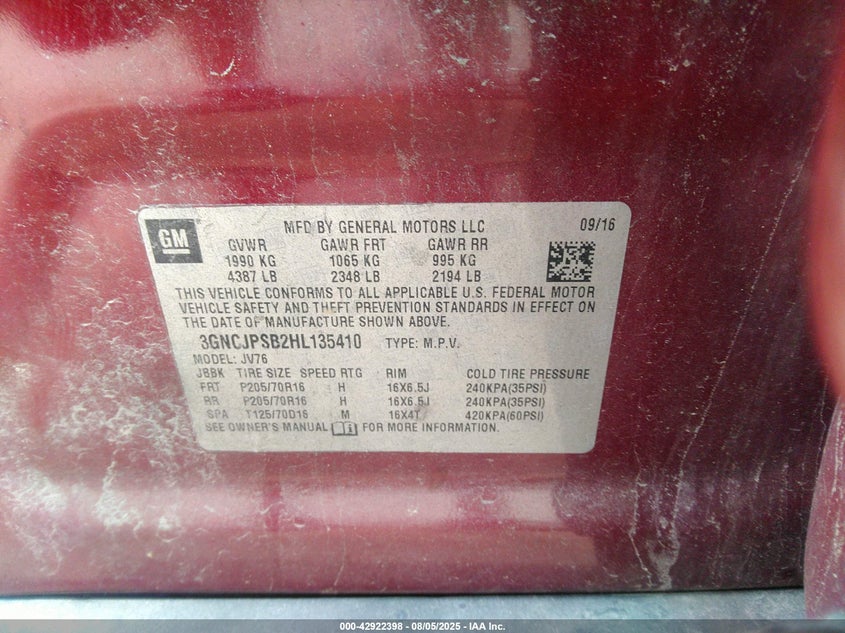 GM
MFD BY GENERAL MOTORS LLC 09/16
GVWR GAWR FRT GAWR RR
1990 KG 1065 KG 995 KG
4387 LB 2348 LB 2194 LB
THIS VEHICLE CONFORMS TO ALL APPLICABLE U.S. FEDERAL MOTOR
VEHICLE SAFETY AND THEFT PREVENTION STANDARDS IN EFFECT ON
THE DATE OF MANUFACTURE SHOWN ABOVE.
3GNCJPSB2HL135410 TYPE: M.P.V.
MODEL: JV76
JBBK TIRE SIZE SPEED RTG RIM COLD TIRE PRESSURE
FRT P205/70R16 H 16X6.5J 240KPA(35PSI)
RR P205/70R16 H 16X6.5J 240KPA(35PSI)
SPA T125/70D16 M 16X4T 420KPA(60PSI)
SEE OWNER'S MANUAL FOR MORE INFORMATION.
000-42922398 - 08/05/2025 - IAA Inc.